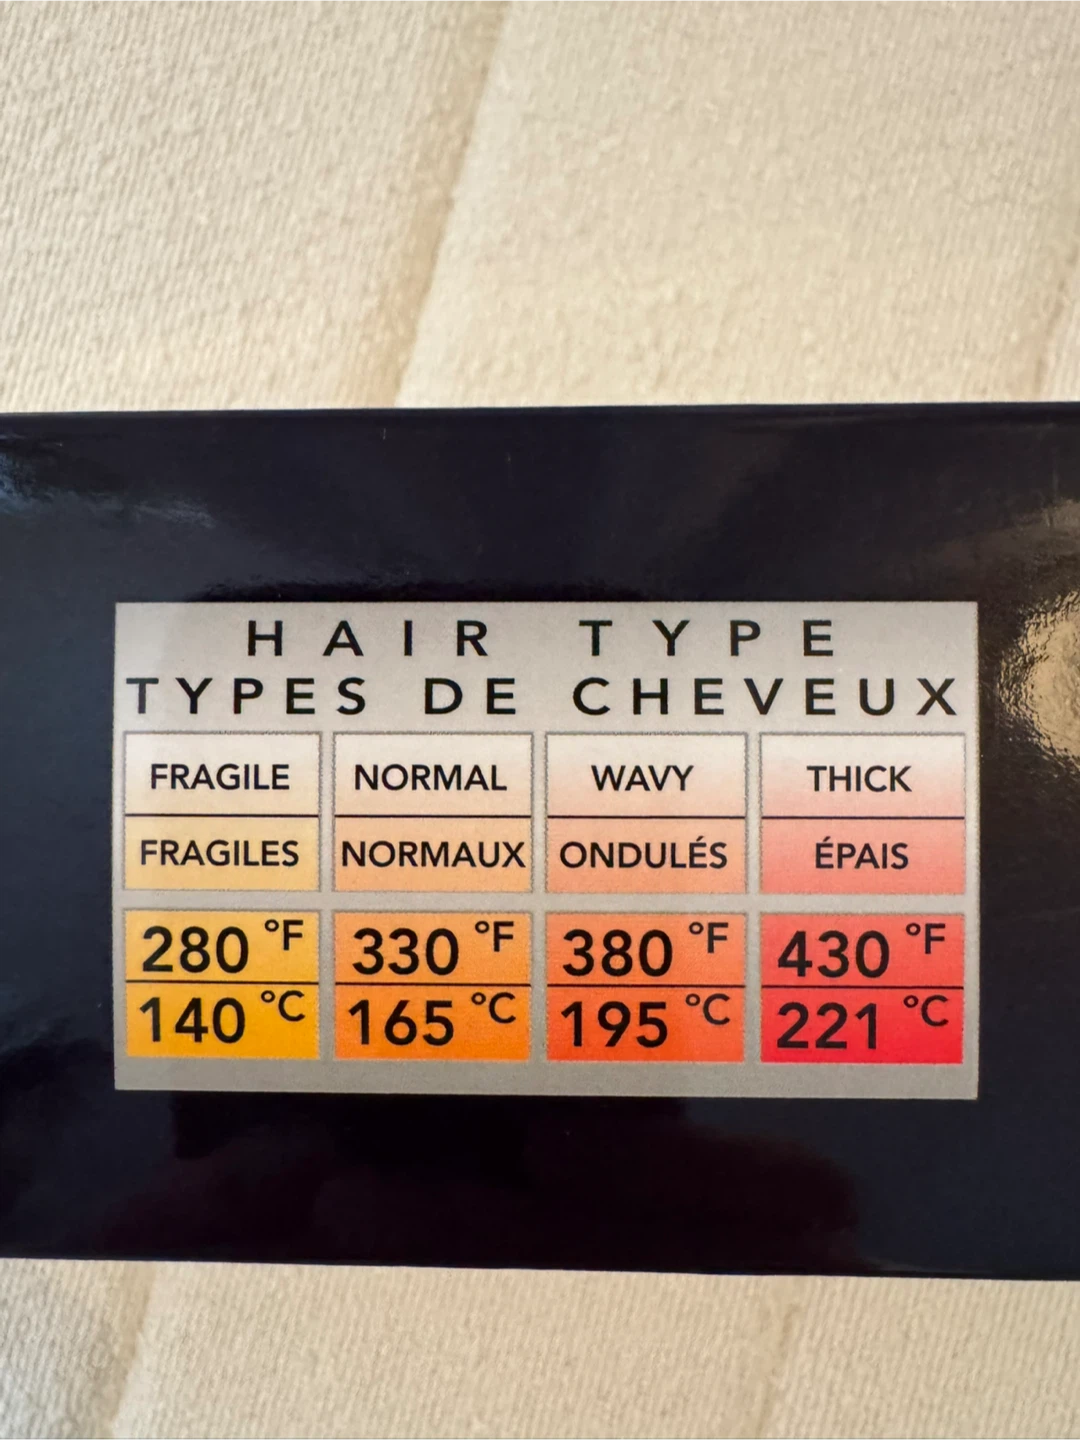 HAIR TYPE
TYPES DE CHEVEUX
FRAGILE NORMAL WAVY THICK
FRAGILES NORMAUX ONDULÉS ÉPAIS
280 °F 330 °F 380 °F 430 °F
140 °C 165 °C 195 °C 221 °C